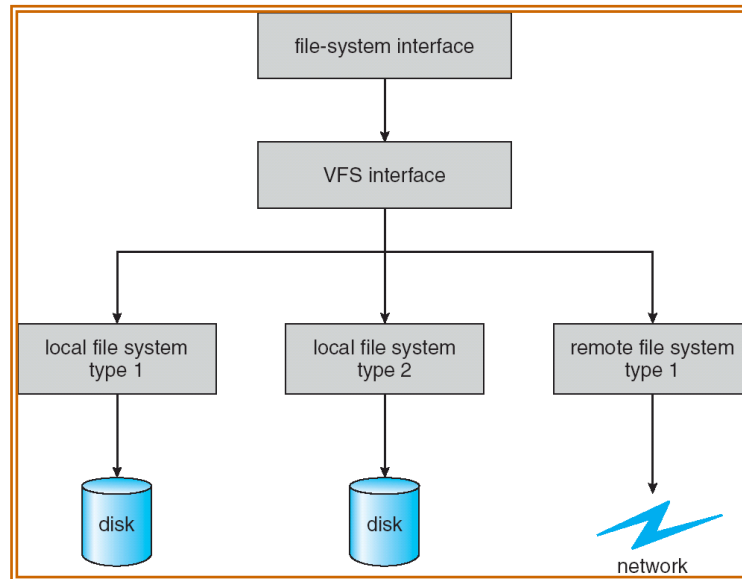 file-system interface
VFS interface
local file system
type 1
local file system
type 2
remote file system
type 1
disk
disk
network